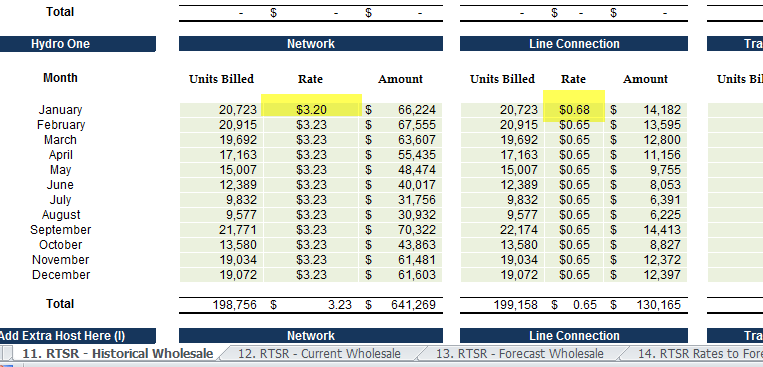 Total - $ - $ - - $ - $ -
Hydro One Network Line Connection Tra
Month Units Billed Rate Amount Units Billed Rate Amount Units Bil
January 20,723 $3.20 $ 66,224 20,723 $0.68 $ 14,182
February 20,915 $3.23 $ 67,555 20,915 $0.65 $ 13,595
March 19,692 $3.23 $ 63,607 19,692 $0.65 $ 12,800
April 17,163 $3.23 $ 55,435 17,163 $0.65 $ 11,156
May 15,007 $3.23 $ 48,474 15,007 $0.65 $ 9,755
June 12,389 $3.23 $ 40,017 12,389 $0.65 $ 8,053
July 9,832 $3.23 $ 31,756 9,832 $0.65 $ 6,391
August 9,577 $3.23 $ 30,932 9,577 $0.65 $ 6,225
September 21,771 $3.23 $ 70,322 22,174 $0.65 $ 14,413
October 13,580 $3.23 $ 43,863 13,580 $0.65 $ 8,827
November 19,034 $3.23 $ 61,481 19,034 $0.65 $ 12,372
December 19,072 $3.23 $ 61,603 19,072 $0.65 $ 12,397
Total 198,756 $ 3.23 $ 641,269 199,158 $ 0.65 $ 130,165
Add Extra Host Here (I) Network Line Connection Tra
11. RTSR - Historical Wholesale 12. RTSR - Current Wholesale 13. RTSR - Forecast Wholesale 14. RTSR Rates to Fore